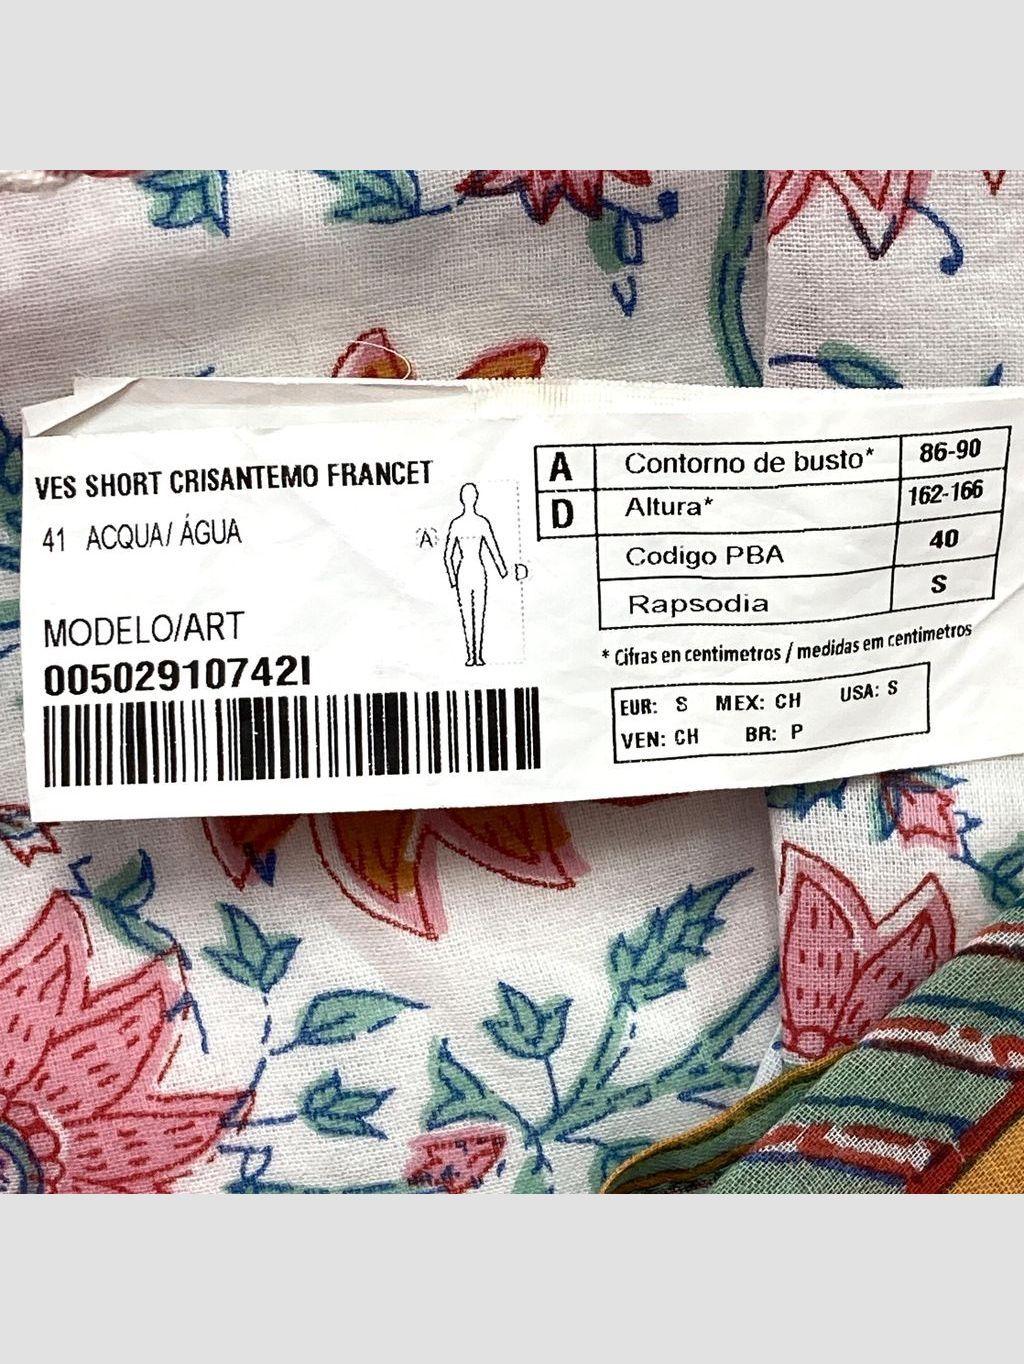 VES SHORT CRISANTEMO FRANCET
41 ACQUA/ ÁGUA
MODELO/ART
00502910742I
A
D
A Contorno de busto* 86-90
D Altura* 162-166
Codigo PBA 40
Rapsodia S
* Cifras en centimetros / medidas em centimetros
EUR: S MEX: CH USA: S
VEN: CH BR: P